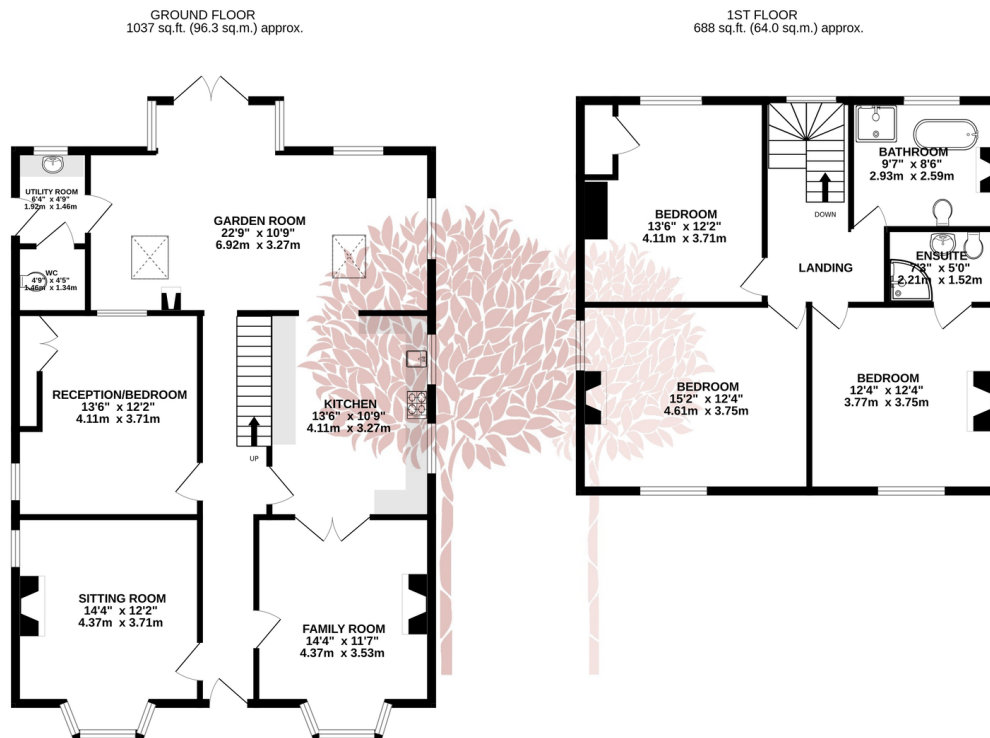 GROUND FLOOR
1037 sq.ft. (96.3 sq.m.) approx.
1ST FLOOR
688 sq.ft. (64.0 sq.m.) approx.
UTILITY ROOM
6'4" x 4'9"
1.92m x 1.46m
WC
4'9" x 4'5"
1.46m x 1.34m
GARDEN ROOM
22'9" x 10'9"
6.92m x 3.27m
RECEPTION/BEDROOM
13'6" x 12'2"
4.11m x 3.71m
UP
KITCHEN
13'6" x 10'9"
4.11m x 3.27m
SITTING ROOM
14'4" x 12'2"
4.37m x 3.71m
FAMILY ROOM
14'4" x 11'7"
4.37m x 3.53m
BEDROOM
13'6" x 12'2"
4.11m x 3.71m
DOWN
BATHROOM
9'7" x 8'6"
2.93m x 2.59m
LANDING
ENSUITE
7'3" x 5'0"
2.21m x 1.52m
BEDROOM
15'2" x 12'4"
4.61m x 3.75m
BEDROOM
12'4" x 12'4"
3.77m x 3.75m